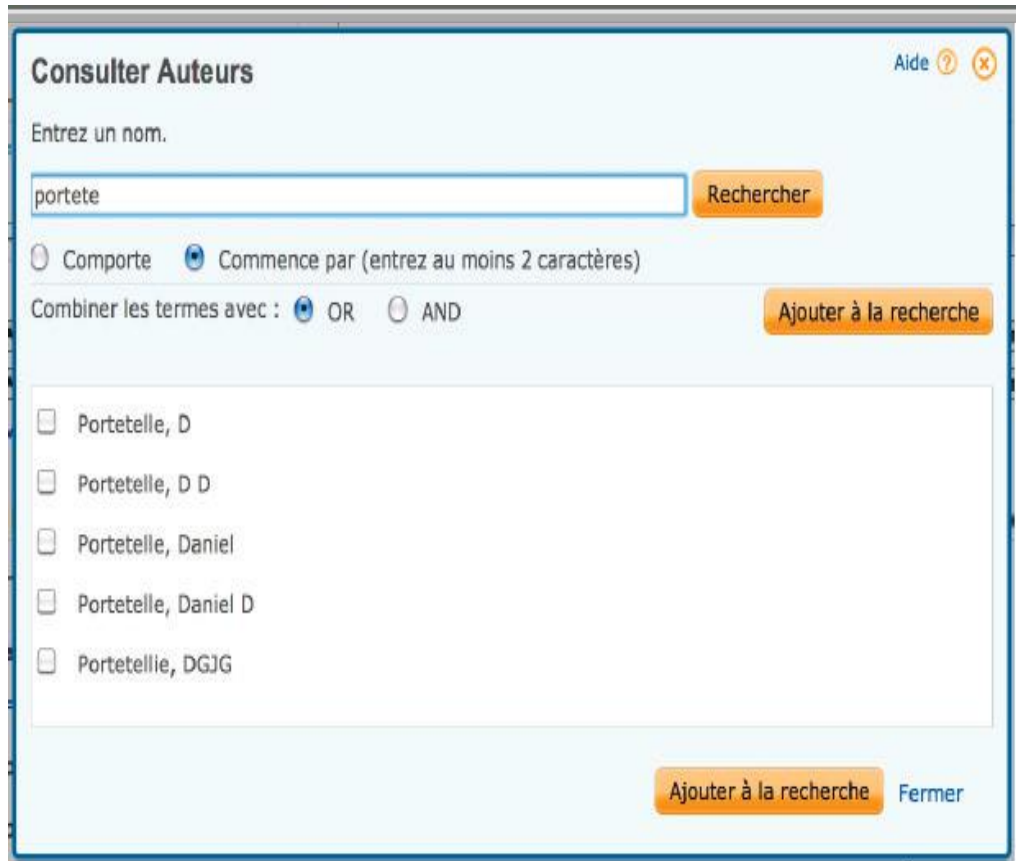 Consulter Auteurs
Aide ?
Entrez un nom.
portete
Rechercher
Comporte Commence par (entrez au moins 2 caractères)
Combiner les termes avec : OR AND
Ajouter à la recherche
Portetelle, D
Portetelle, D D
Portetelle, Daniel
Portetelle, Daniel D
Portetellie, DGJG
Ajouter à la recherche Fermer